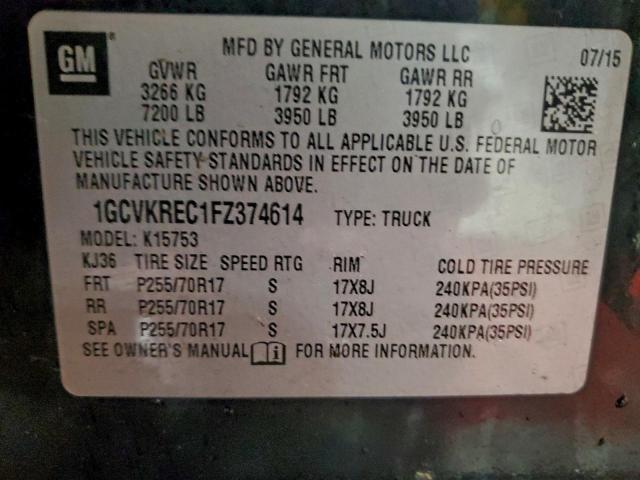 GM ®
MFD BY GENERAL MOTORS LLC 07/15
GVWR GAWR FRT GAWR RR
3266 KG 1792 KG 1792 KG
7200 LB 3950 LB 3950 LB
THIS VEHICLE CONFORMS TO ALL APPLICABLE U.S. FEDERAL MOTOR
VEHICLE SAFETY STANDARDS IN EFFECT ON THE DATE OF
MANUFACTURE SHOWN ABOVE.
1GCVKREC1FZ374614 TYPE: TRUCK
MODEL: K15753
KJ36 TIRE SIZE SPEED RTG RIM COLD TIRE PRESSURE
FRT P255/70R17 S 17X8J 240KPA(35PSI)
RR P255/70R17 S 17X8J 240KPA(35PSI)
SPA P255/70R17 S 17X7.5J 240KPA(35PSI)
SEE OWNER'S MANUAL i FOR MORE INFORMATION.